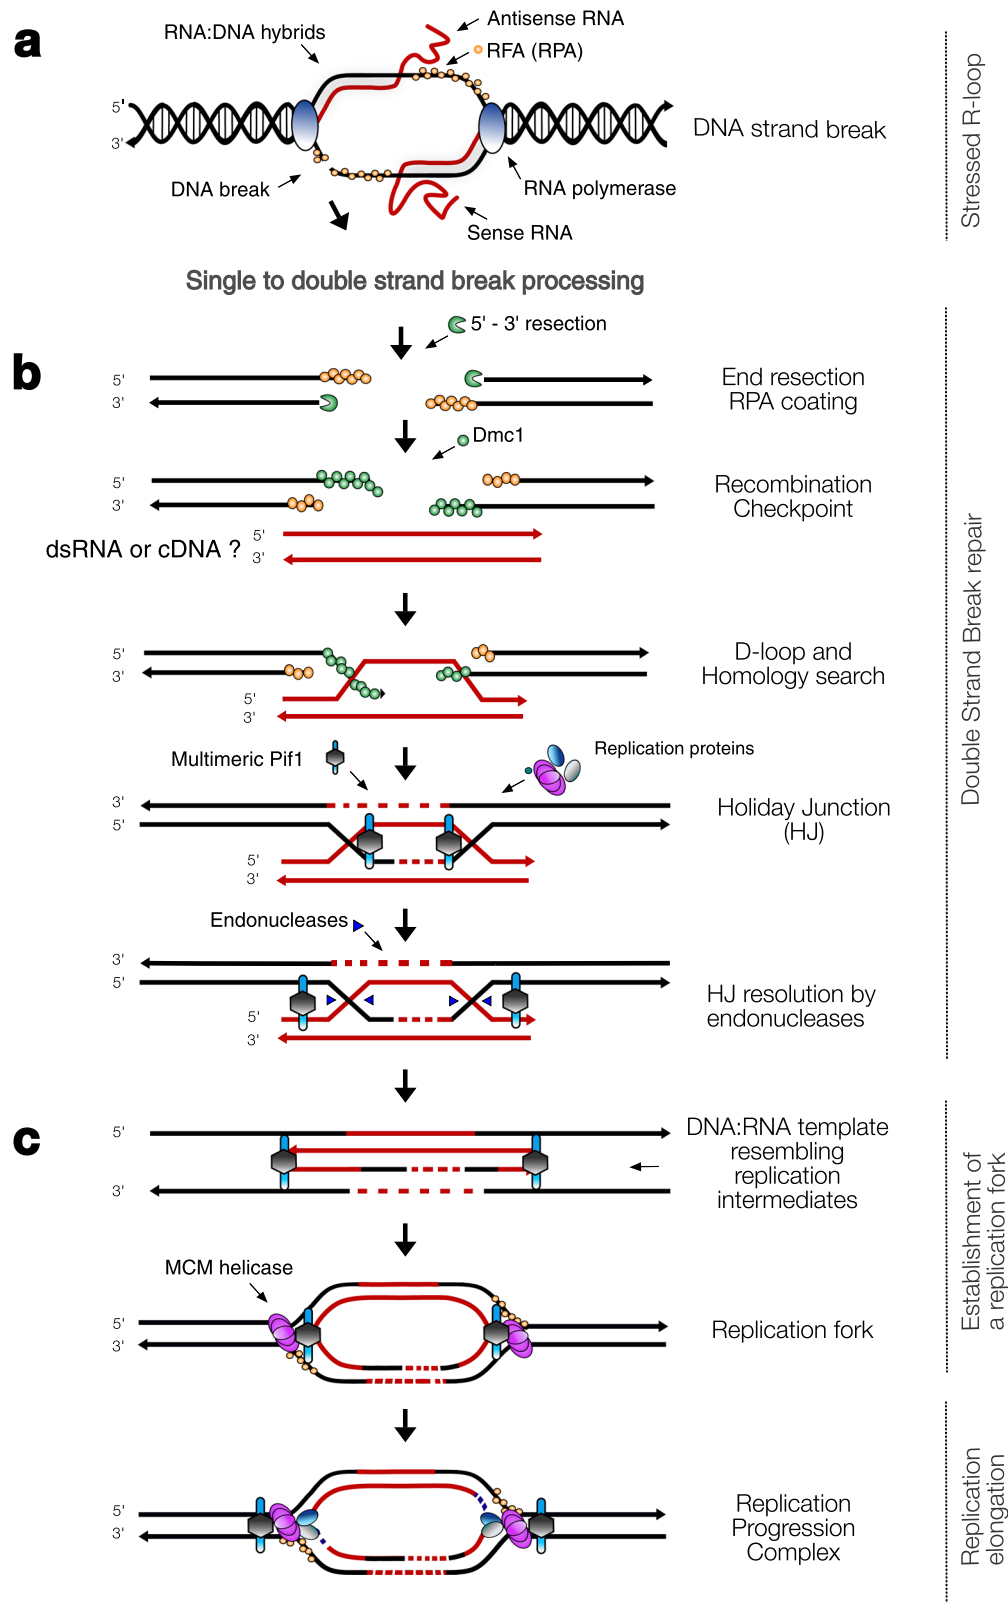 a
Antisense RNA
RNA:DNA hybrids
RFA (RPA)
5'
3'
DNA strand break
DNA break
RNA polymerase
Sense RNA
Stressed R-loop
Single to double strand break processing
5' - 3' resection
b
5'
3'
End resection
RPA coating
Dmc1
5'
3'
Recombination
Checkpoint
5'
dsRNA or cDNA ?
3'
5'
3'
D-loop and
Homology search
5'
3'
Multimeric Pif1
Replication proteins
3'
5'
Holiday Junction
(HJ)
5'
3'
Endonucleases
3'
5'
HJ resolution by
endonucleases
5'
3'
Double Strand Break repair
c
5'
3'
DNA:RNA template
resembling
replication
intermediates
MCM helicase
5'
3'
Replication fork
Establishment of
a replication fork
5'
3'
Replication
Progression
Complex
Replication
elongation